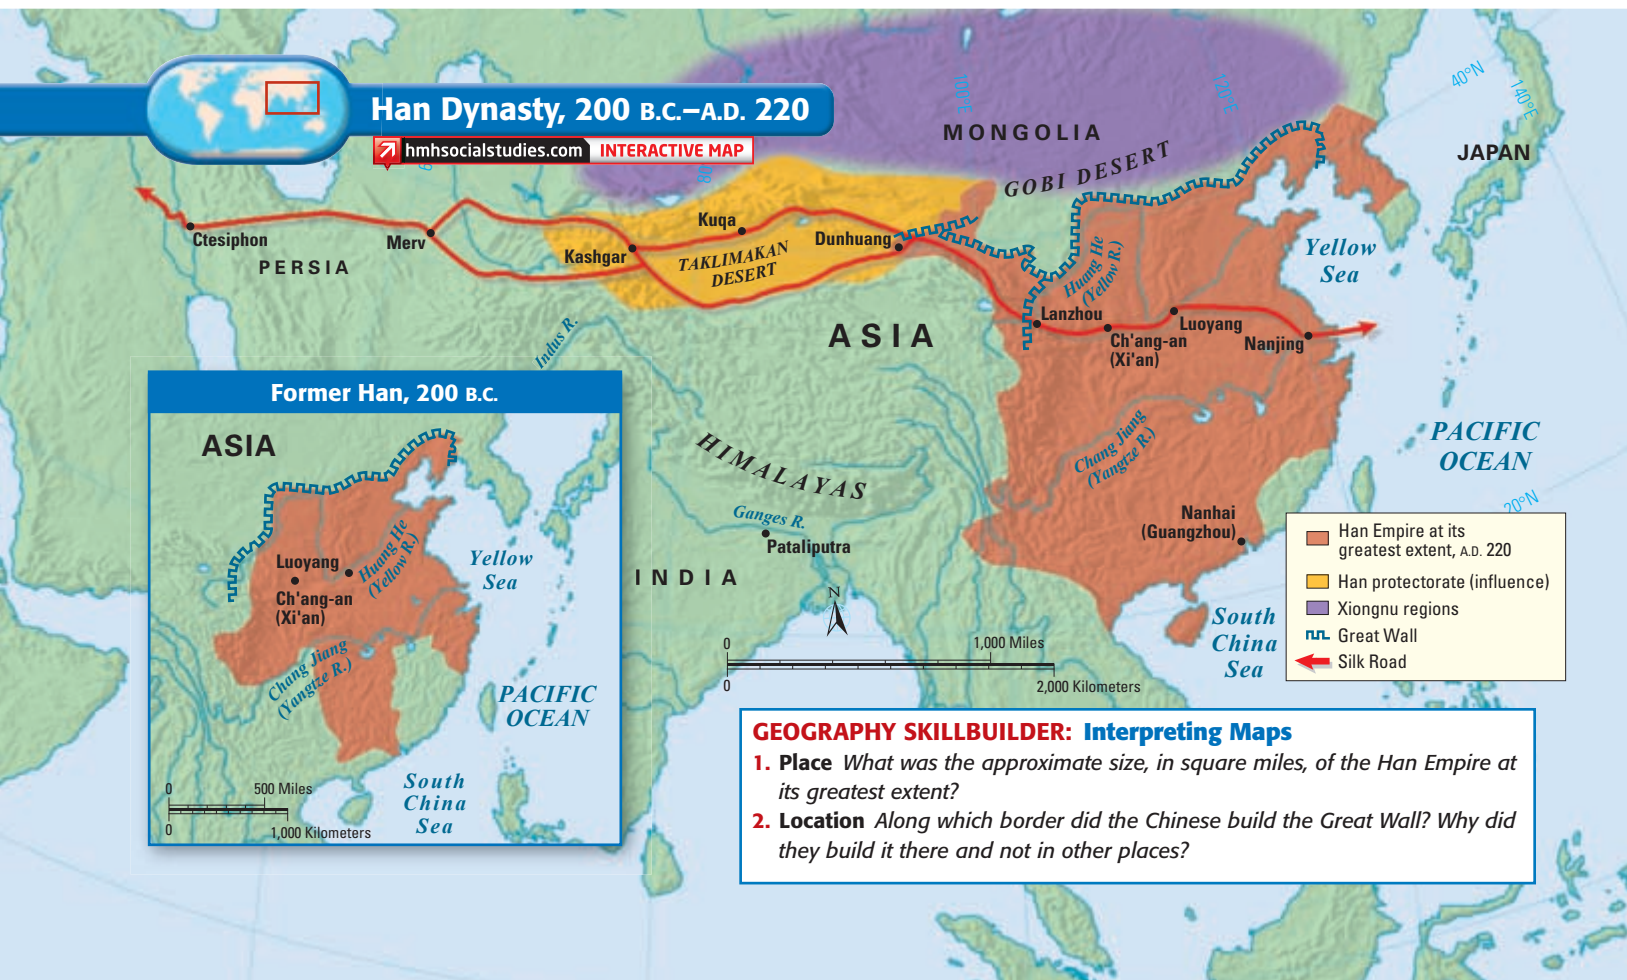 Han Dynasty, 200 B.C.–A.D. 220
hmhsocialstudies.com INTERACTIVE MAP
100°E
120°E
40°N
140°E
MONGOLIA
JAPAN
GOBI DESERT
80
Kuqa
Ctesiphon
Merv
Dunhuang
Kashgar
TAKLIMAKAN
DESERT
PERSIA
Huang He
(Yellow R.)
Yellow
Sea
Lanzhou
Luoyang
Ch'ang-an
(Xi'an)
Nanjing
ASIA
Indus R.
Chang Jiang
(Yangtze R.)
PACIFIC
OCEAN
HIMALAYAS
20°N
Nanhai
(Guangzhou)
Ganges R.
Pataliputra
INDIA
N
South
China
Sea
0
1,000 Miles
0
2,000 Kilometers
Han Empire at its
greatest extent, A.D. 220
Han protectorate (influence)
Xiongnu regions
Great Wall
Silk Road
Former Han, 200 B.C.
ASIA
Luoyang
Huang He
(Yellow R.)
Yellow
Sea
Ch'ang-an
(Xi'an)
Chang Jiang
(Yangtze R.)
PACIFIC
OCEAN
South
China
Sea
0
500 Miles
0
1,000 Kilometers
GEOGRAPHY SKILLBUILDER: Interpreting Maps
1. Place What was the approximate size, in square miles, of the Han Empire at
its greatest extent?
2. Location Along which border did the Chinese build the Great Wall? Why did
they build it there and not in other places?